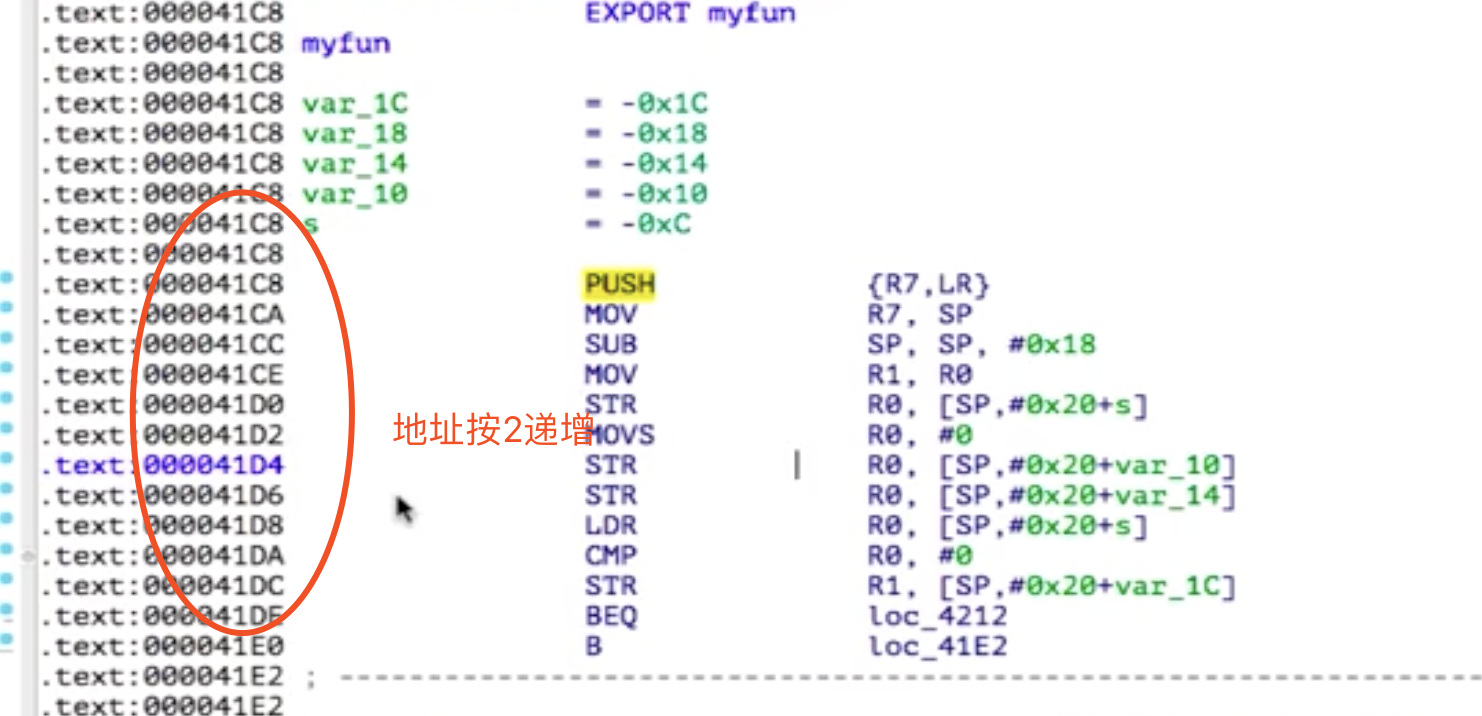 .text:000041C8 EXPORT myfun
.text:000041C8 myfun
.text:000041C8
.text:000041C8 var_1C = -0x1C
.text:000041C8 var_18 = -0x18
.text:000041C8 var_14 = -0x14
.text:000041C8 var_10 = -0x10
.text:000041C8 s = -0xC
.text:000041C8
.text:000041C8 PUSH {R7,LR}
.text:000041CA MOV R7, SP
.text:000041CC SUB SP, SP, #0x18
.text:000041CE MOV R1, R0
.text:000041D0 STR R0, [SP,#0x20+s]
地址按2递增
.text:000041D2 MOVS R0, #0
.text:000041D4 STR R0, [SP,#0x20+var_10]
.text:000041D6 STR R0, [SP,#0x20+var_14]
.text:000041D8 LDR R0, [SP,#0x20+s]
.text:000041DA CMP R0, #0
.text:000041DC STR R1, [SP,#0x20+var_1C]
.text:000041DE BEQ loc_4212
.text:000041E0 B loc_41E2
.text:000041E2 ; ---------------------------------------------------------------------------
.text:000041E2